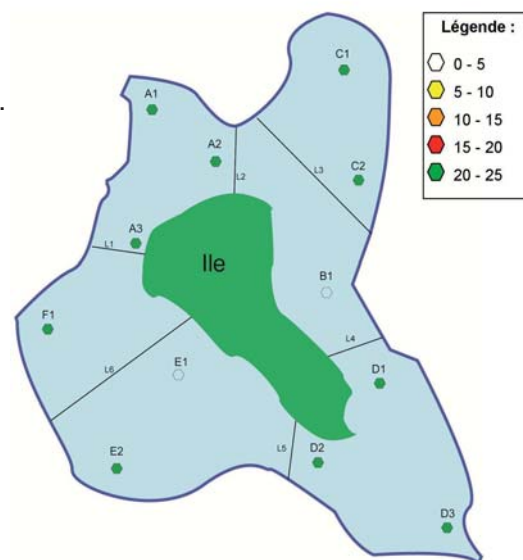 Légende :
0 - 5
5 - 10
10 - 15
15 - 20
20 - 25
C1
A1
A2
L2
L3
C2
A3
L1
Ile
B1
F1
L4
L6
E1
D1
E2
L5
D2
D3